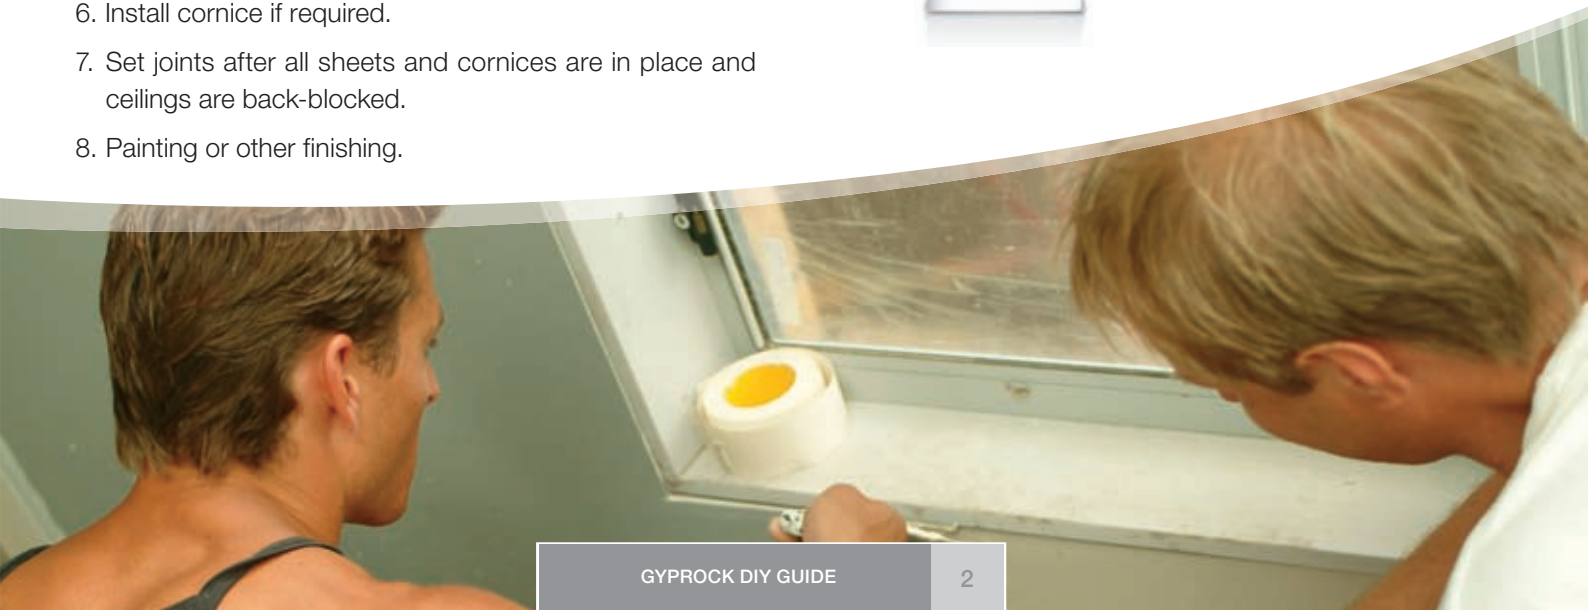 6. Install cornice if required.
7. Set joints after all sheets and cornices are in place and
ceilings are back-blocked.
8. Painting or other finishing.
GYPROCK DIY GUIDE 2